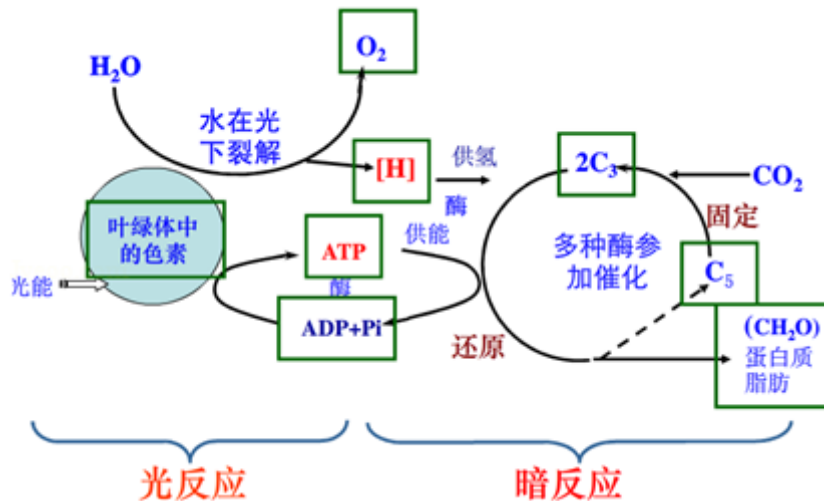 H₂O
O₂
水在光
下裂解
[H]
供氢
酶
2C₃
CO₂
固定
叶绿体中
的色素
光能
ATP
供能
酶
ADP+Pi
多种酶参
加催化
C₅
还原
(CH₂O)
蛋白质
脂肪
光反应
暗反应